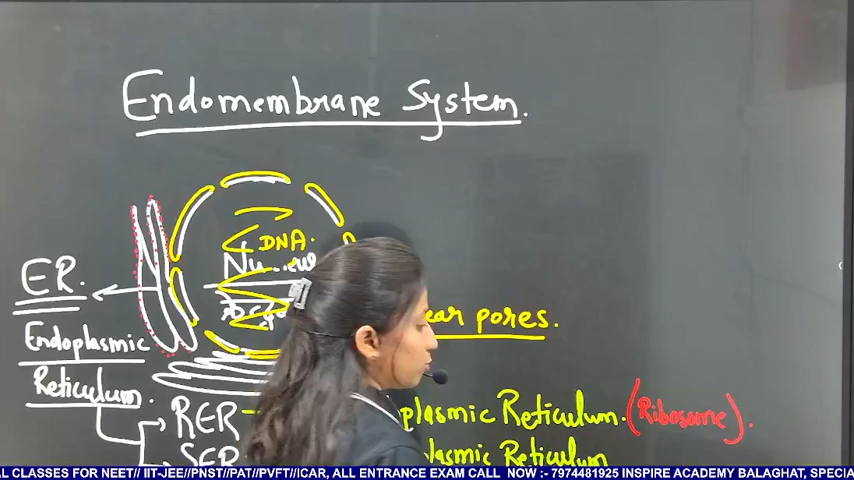 Endomembrane System.
DNA.
ER.
ear pores.
Endoplasmic
Reticulum.
RER
plasmic Reticulum. (Ribosome).
SER
lasmic Reticulum
AL CLASSES FOR NEET// IIT-JEE//PNST//PAT//PVFT//ICAR, ALL ENTRANCE EXAM CALL NOW :- 7974481925 INSPIRE ACADEMY BALAGHAT, SPECIA